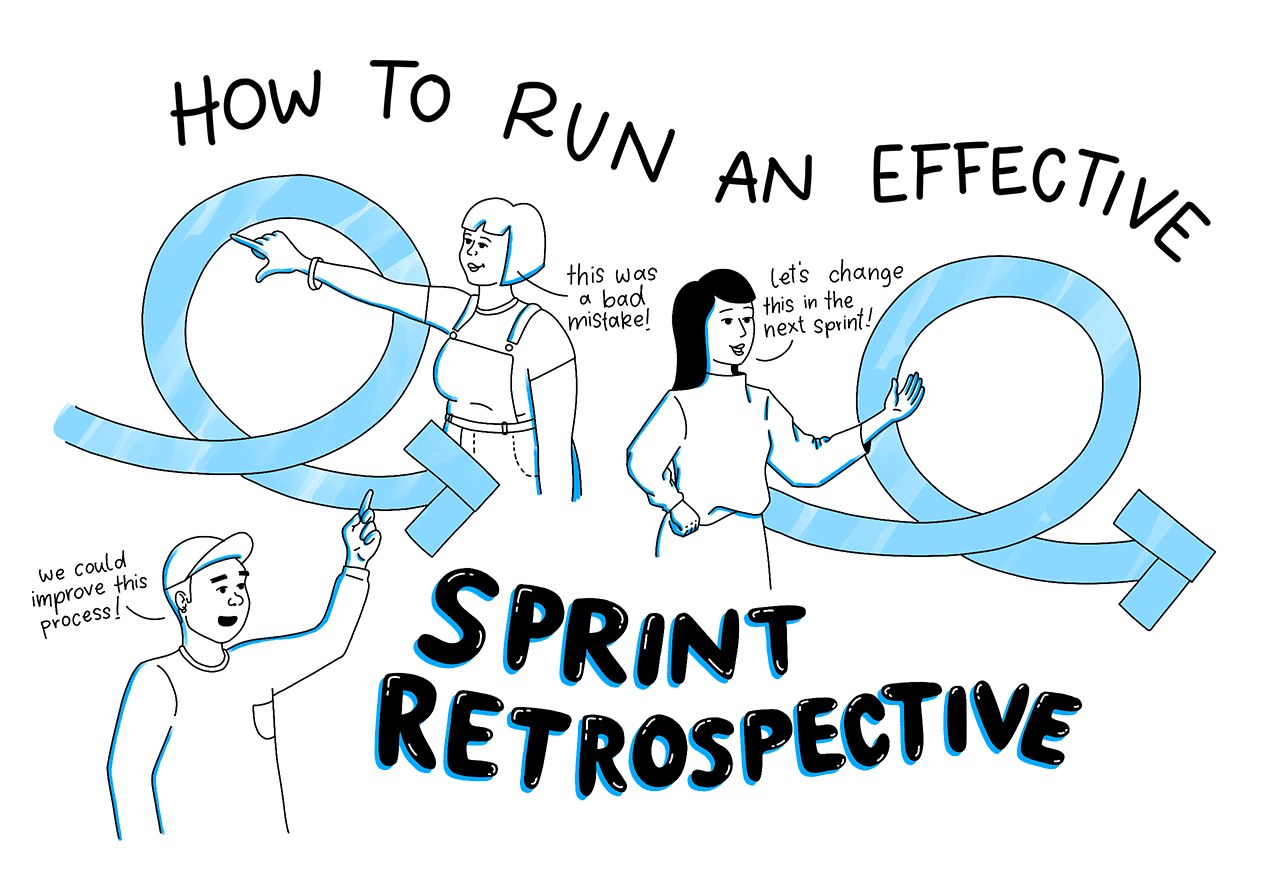 HOW TO RUN AN EFFECTIVE
this was
a bad
mistake!
Let's change
this in the
next sprint!
we could
improve this
process!
SPRINT
RETROSPECTIVE